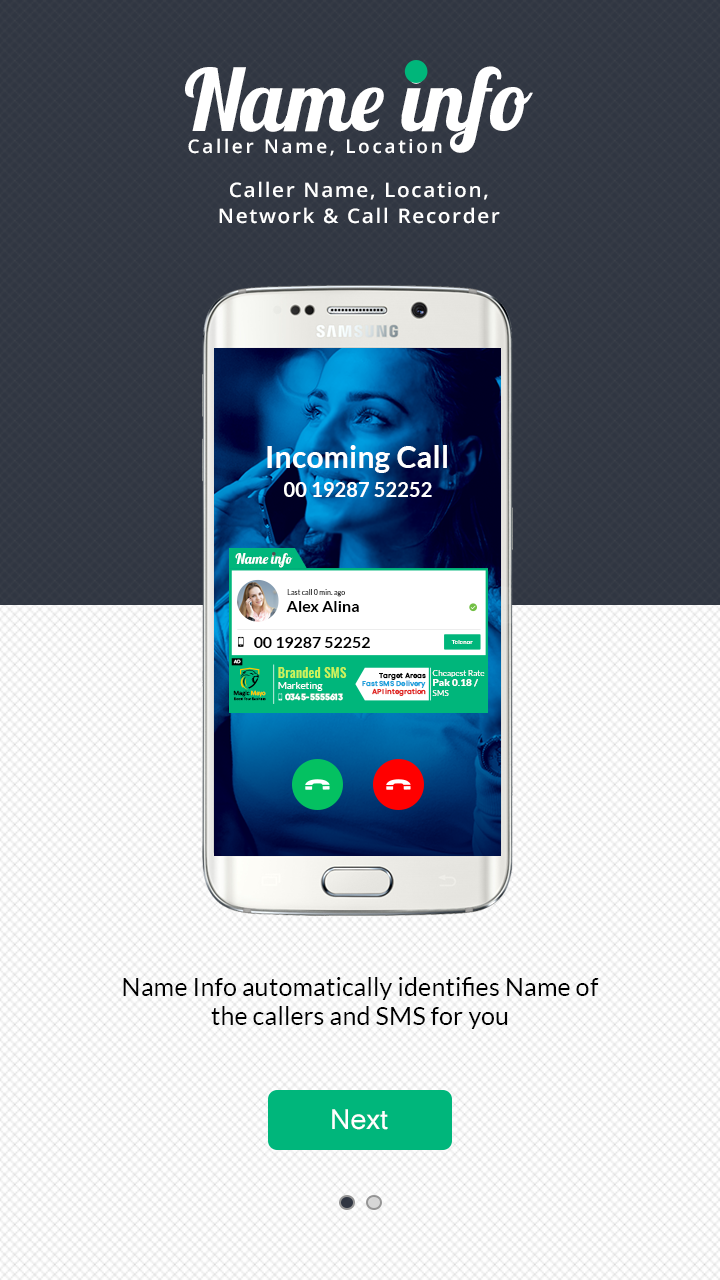 Name info
Caller Name, Location
Caller Name, Location,
Network & Call Recorder
SAMSUNG
Incoming Call
00 19287 52252
Name info
Last call 0 min. ago
Alex Alina
00 19287 52252
Telenor
AD
Magic Mayo
Branded SMS
Marketing
0345-5555613
Target Areas
Fast SMS Delivery
API integration
Cheapest Rate
Pak 0.18 /
SMS
Name Info automatically identifies Name of
the callers and SMS for you
Next